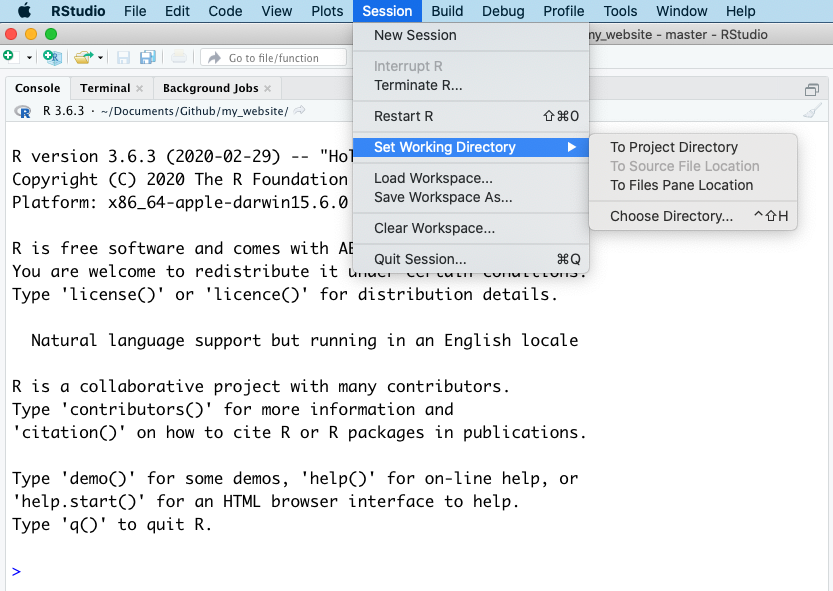 RStudio File Edit Code View Plots Session Build Debug Profile Tools Window Help
my_website - master - RStudio
Go to file/function
Console Terminal Background Jobs
R 3.6.3 · ~/Documents/Github/my_website/
New Session
Interrupt R
Terminate R...
Restart R ⇧⌘0
Set Working Directory
Load Workspace...
Save Workspace As...
Clear Workspace...
Quit Session... ⌘Q
To Project Directory
To Source File Location
To Files Pane Location
Choose Directory... ^⇧H
R version 3.6.3 (2020-02-29) -- "Hol
Copyright (C) 2020 The R Foundation
Platform: x86_64-apple-darwin15.6.0
R is free software and comes with AB
You are welcome to redistribute it under certain conditions.
Type 'license()' or 'licence()' for distribution details.
Natural language support but running in an English locale
R is a collaborative project with many contributors.
Type 'contributors()' for more information and
'citation()' on how to cite R or R packages in publications.
Type 'demo()' for some demos, 'help()' for on-line help, or
'help.start()' for an HTML browser interface to help.
Type 'q()' to quit R.
>